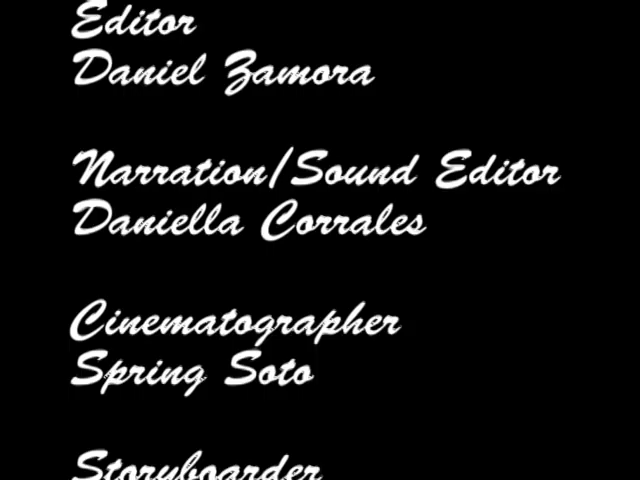 Editor
Daniel Zamora
Narration/Sound Editor
Daniella Corrales
Cinematographer
Spring Soto
Storyboarder